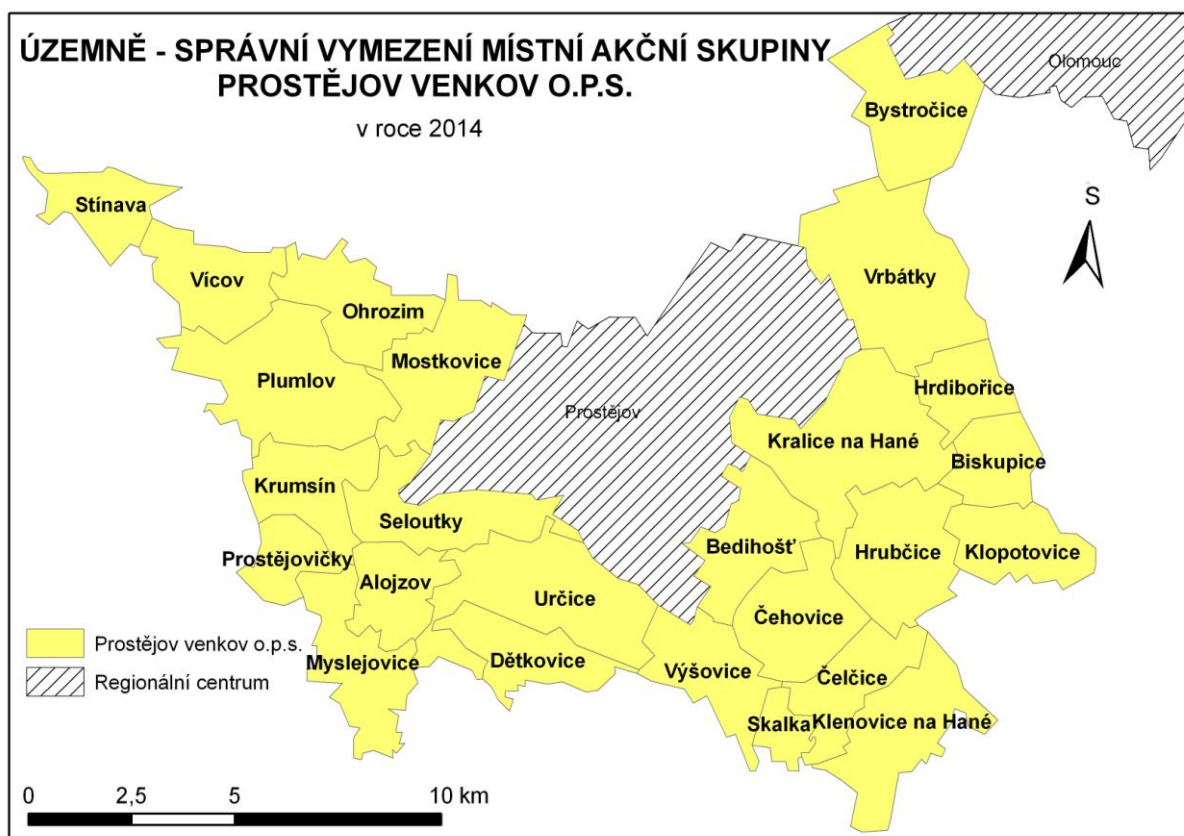 ÚZEMNĚ - SPRÁVNÍ VYMEZENÍ MÍSTNÍ AKČNÍ SKUPINY
PROSTĚJOV VENKOV O.P.S.
v roce 2014
Olomouc
Bystročice
S
Stínava
Vícov
Vrbátky
Ohrozim
Mostkovice
Plumlov
Hrdibořice
Prostějov
Kralice na Hané
Biskupice
Krumsín
Seloutky
Bedihošť
Hrubčice
Klopotovice
Prostějovičky
Alojzov
Určice
Čehovice
Prostějov venkov o.p.s.
Myslejovice
Dětkovice
Výšovice
Čelčice
Regionální centrum
Skalka
Klenovice na Hané
0 2,5 5 10 km